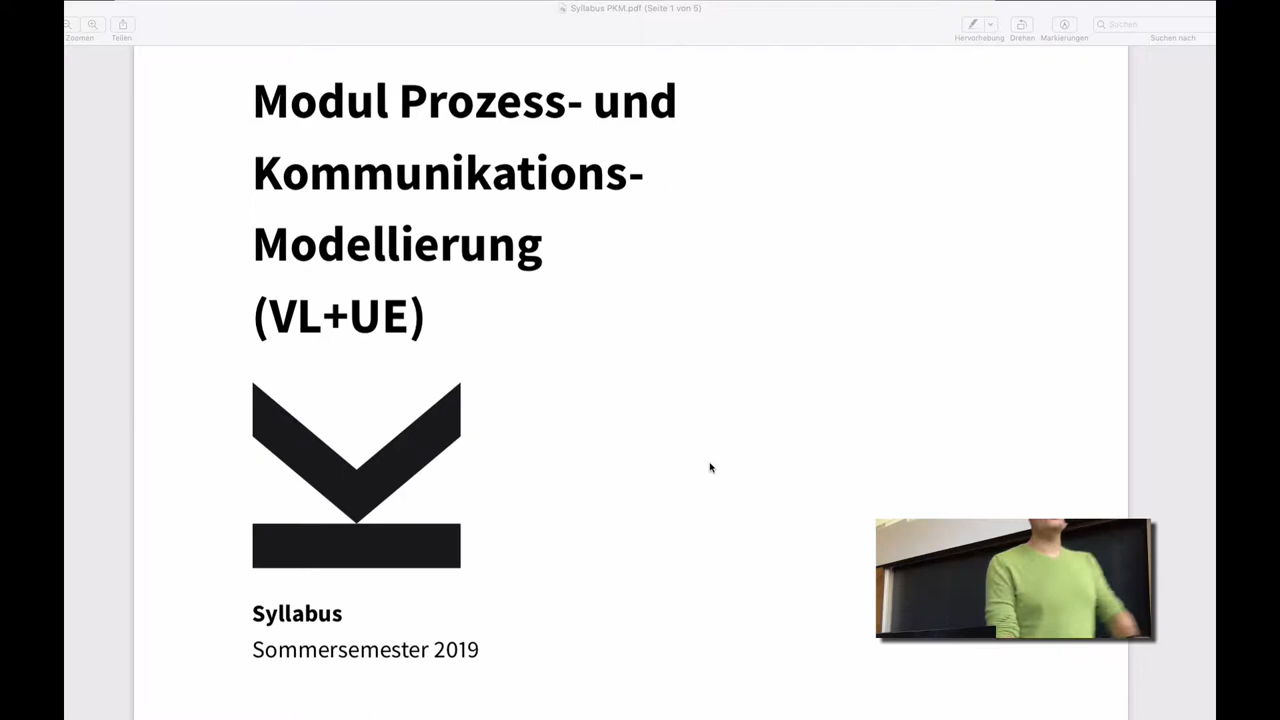 Syllabus PKM.pdf (Seite 1 von 5)
Zoomen
Teilen
Hervorhebung
Drehen
Markierungen
Suchen
Suchen nach
Modul Prozess- und
Kommunikations-
Modellierung
(VL+UE)
Syllabus
Sommersemester 2019